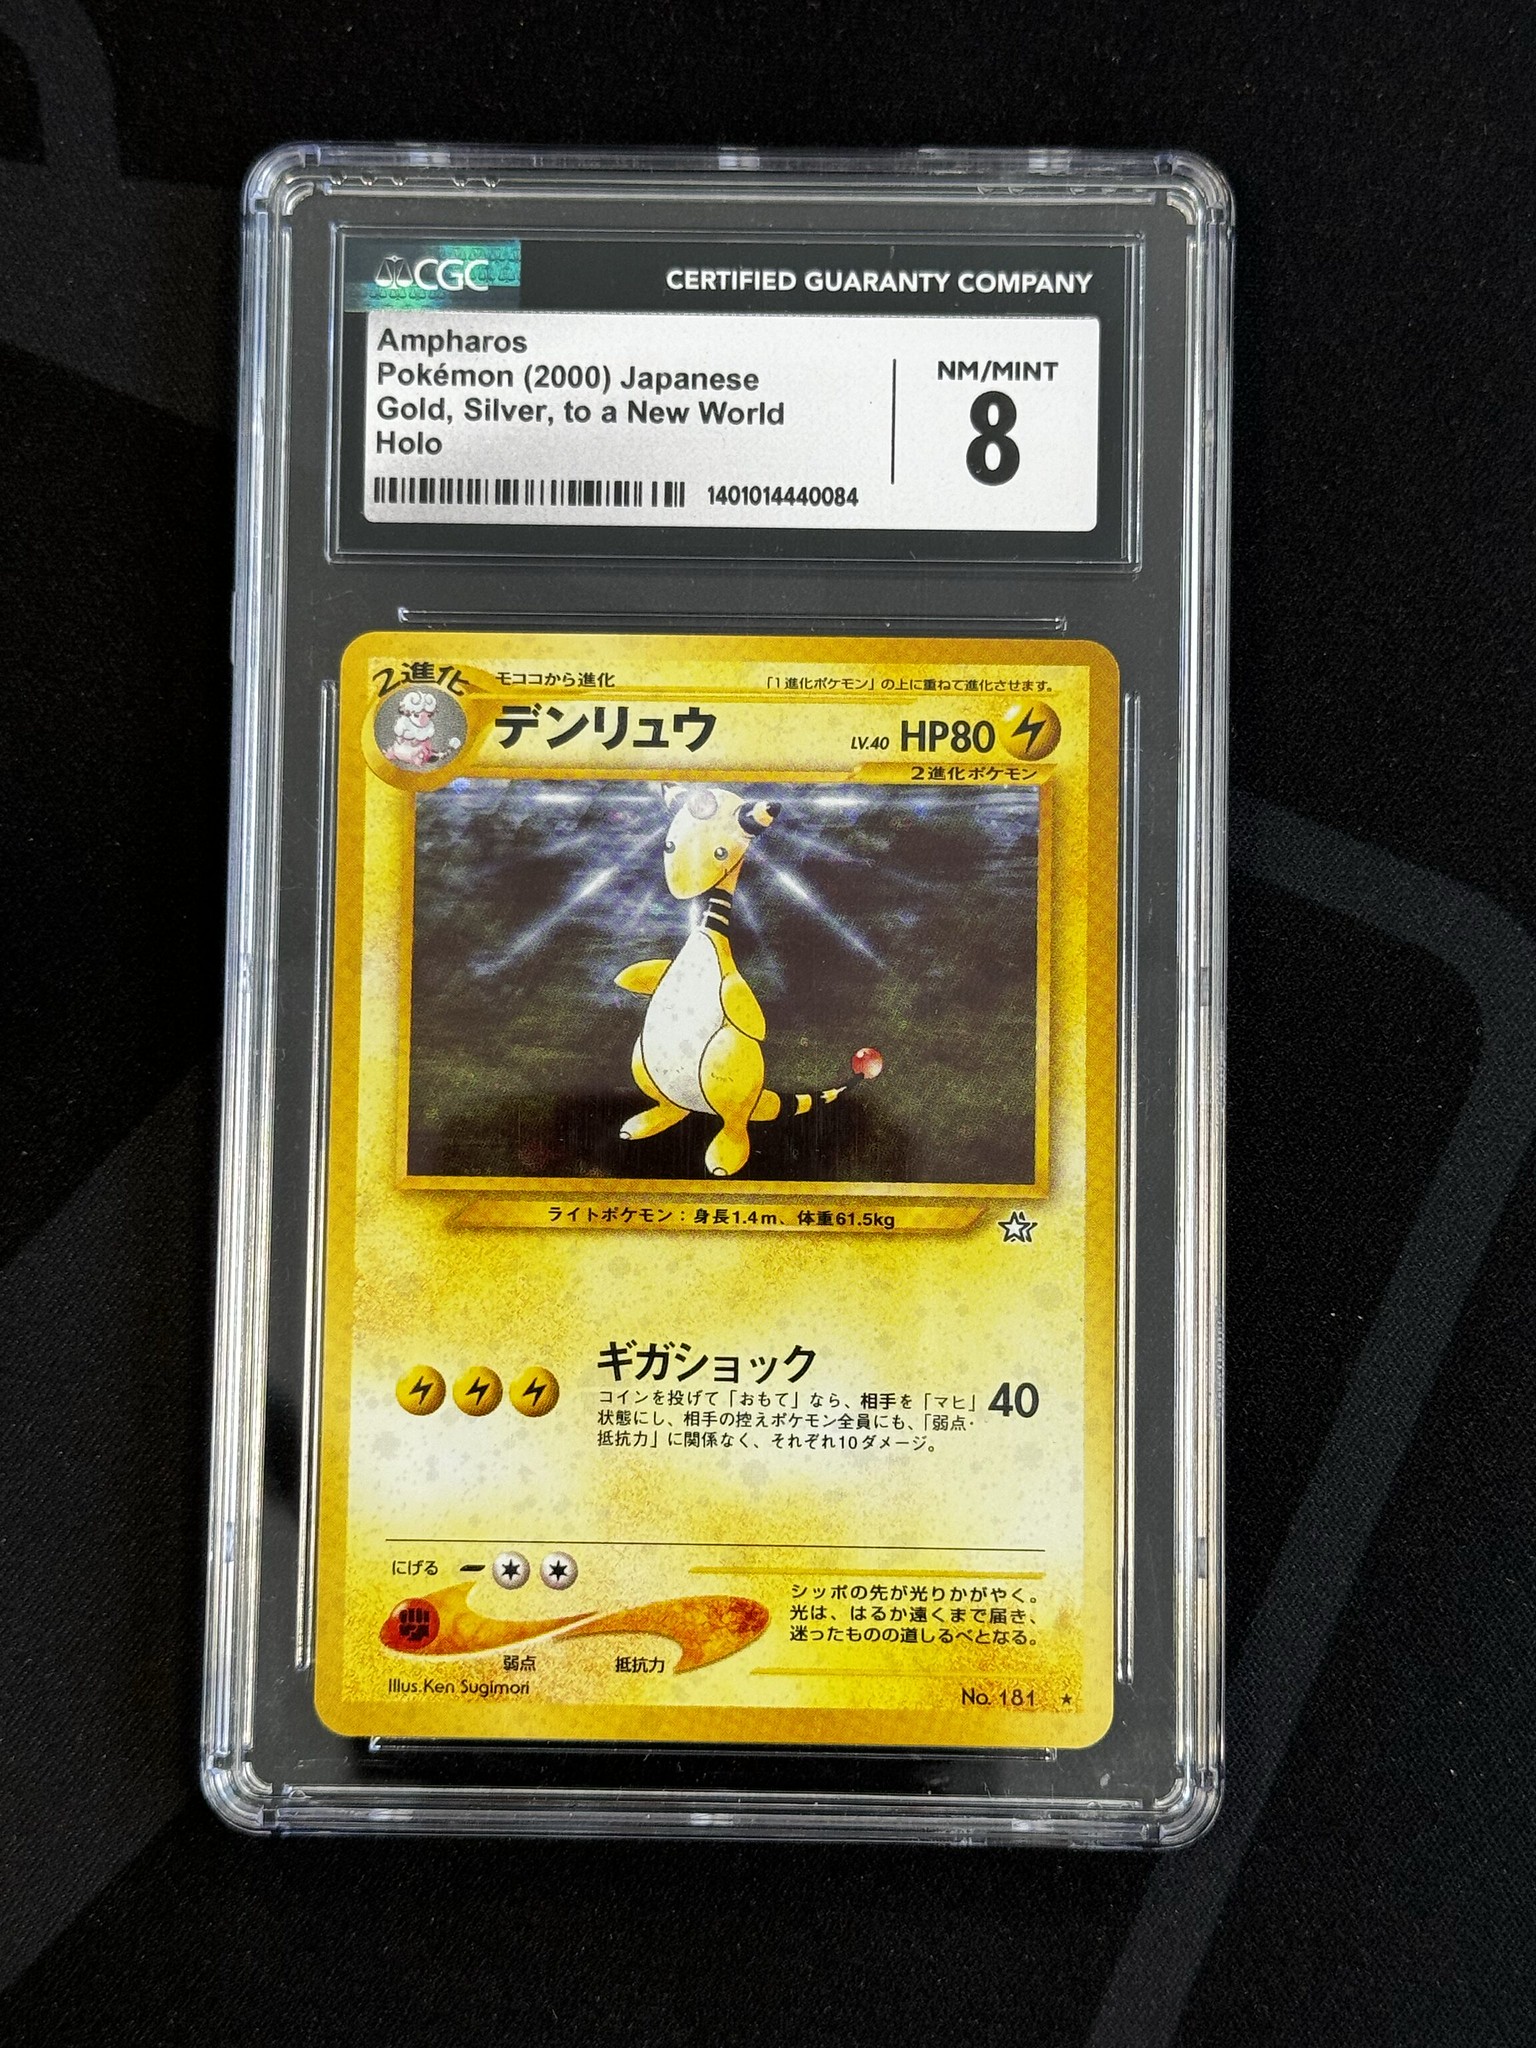 CGC
CERTIFIED GUARANTY COMPANY
Ampharos
Pokémon (2000) Japanese
Gold, Silver, to a New World
Holo
1401014440084
NM/MINT
8
2進化
モココから進化
「1進化ポケモン」の上に重ねて進化させます。
デンリュウ
LV.40 HP80
2進化ポケモン
ライトポケモン：身長1.4m、体重61.5kg
ギガショック
コインを投げて「おもて」なら、相手を「マヒ」
状態にし、相手の控えポケモン全員にも、「弱点・
抵抗力」に関係なく、それぞれ10ダメージ。
40
にげる
シッポの先が光りかがやく。
光は、はるか遠くまで届き、
迷ったものの道しるべとなる。
弱点
抵抗力
Illus.Ken Sugimori
No. 181 ★